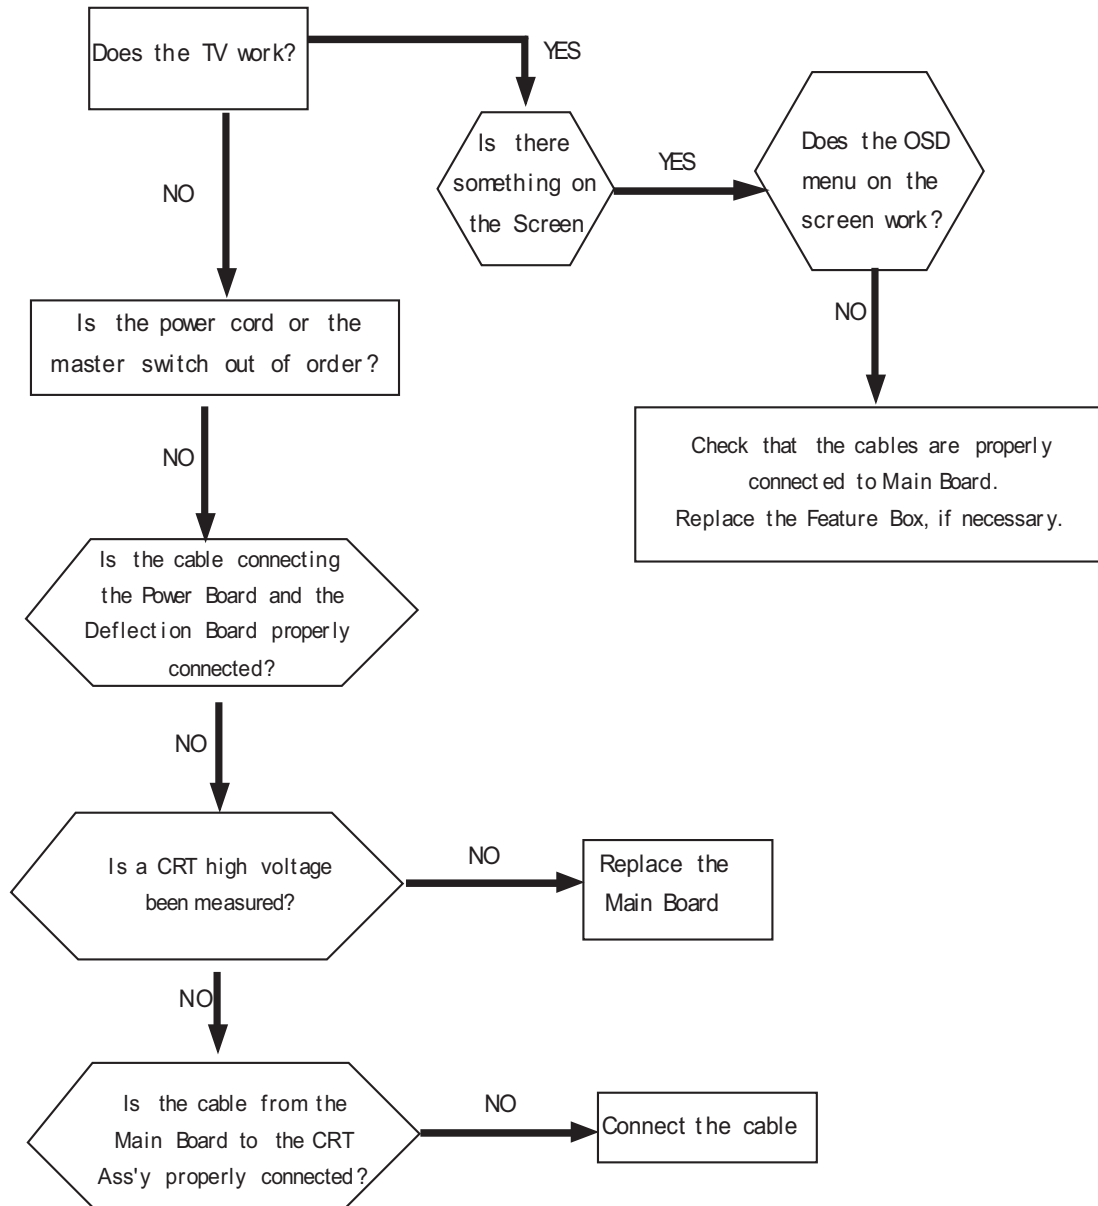 Does the TV work?
YES
Is there
something on
the Screen
YES
Does the OSD
menu on the
screen work?
NO
Check that the cables are properly
connected to Main Board.
Replace the Feature Box, if necessary.
NO
Is the power cord or the
master switch out of order?
NO
Is the cable connecting
the Power Board and the
Deflection Board properly
connected?
NO
Is a CRT high voltage
been measured?
NO
Replace the
Main Board
NO
Is the cable from the
Main Board to the CRT
Ass'y properly connected?
NO
Connect the cable